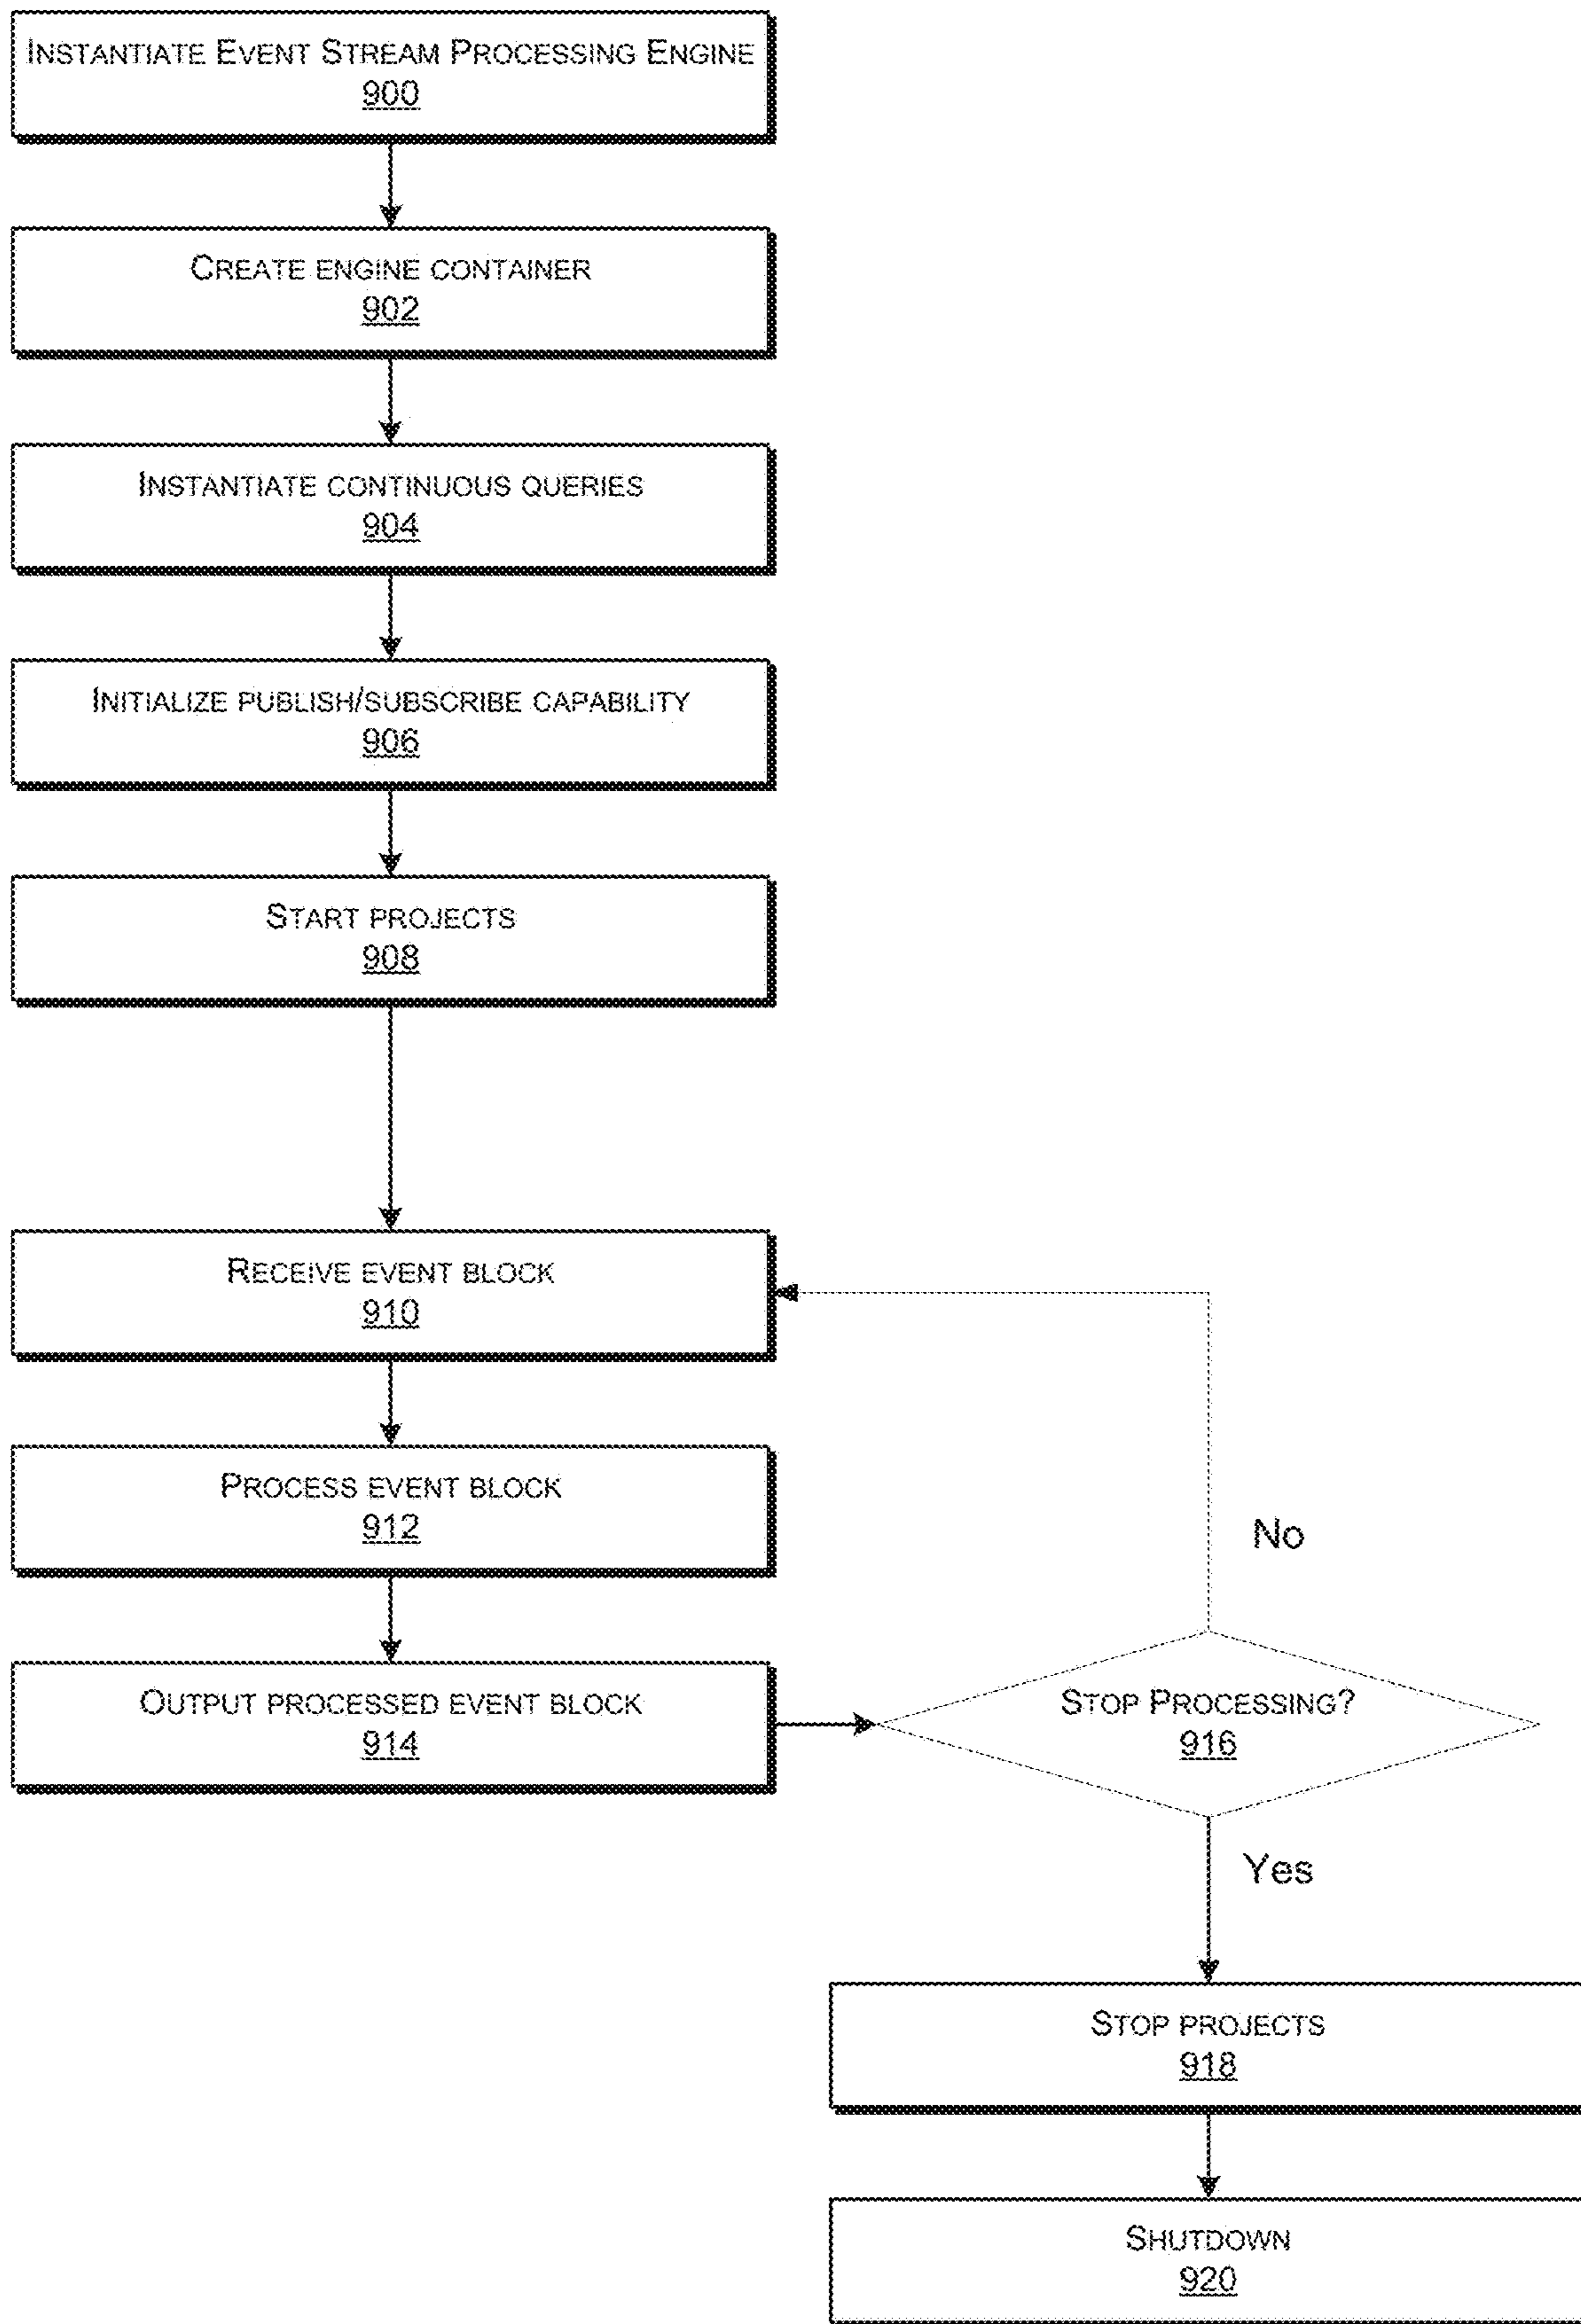 INSTANTIATE EVENT STREAM PROCESSING ENGINE
900
CREATE ENGINE CONTAINER
902
INSTANTIATE CONTINUOUS QUERIES
904
INITIALIZE PUBLISH/SUBSCRIBE CAPABILITY
906
START PROJECTS
908
RECEIVE EVENT BLOCK
910
PROCESS EVENT BLOCK
912
No
OUTPUT PROCESSED EVENT BLOCK
914
STOP PROCESSING?
916
Yes
STOP PROJECTS
918
SHUTDOWN
920